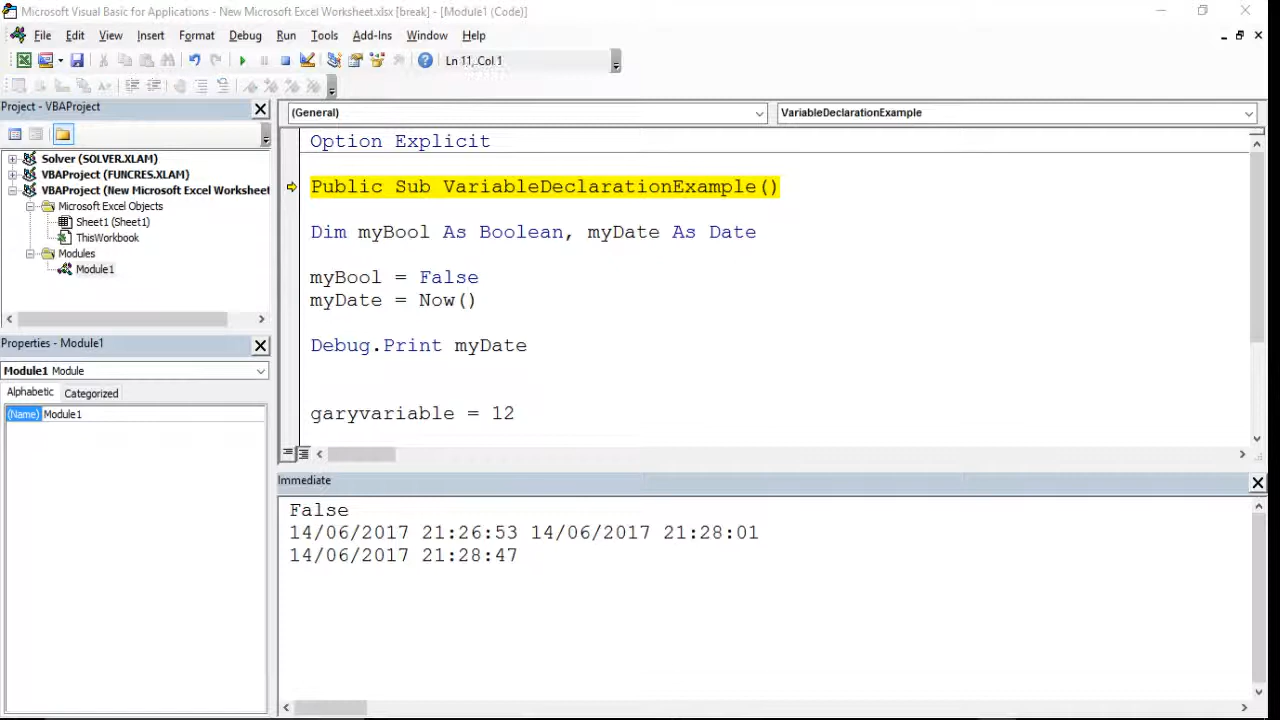 Microsoft Visual Basic for Applications - New Microsoft Excel Worksheet.xlsx [break] - [Module1 (Code)]
File Edit View Insert Format Debug Run Tools Add-Ins Window Help
Ln 11, Col 1
Project - VBAProject
(General)
VariableDeclarationExample
Solver (SOLVER.XLAM)
VBAProject (FUNCRES.XLAM)
VBAProject (New Microsoft Excel Worksheet
Microsoft Excel Objects
Sheet1 (Sheet1)
ThisWorkbook
Modules
Module1
Properties - Module1
Module1 Module
Alphabetic Categorized
(Name) Module1
Option Explicit
Public Sub VariableDeclarationExample()
Dim myBool As Boolean, myDate As Date
myBool = False
myDate = Now()
Debug.Print myDate
garyvariable = 12
Immediate
False
14/06/2017 21:26:53 14/06/2017 21:28:01
14/06/2017 21:28:47